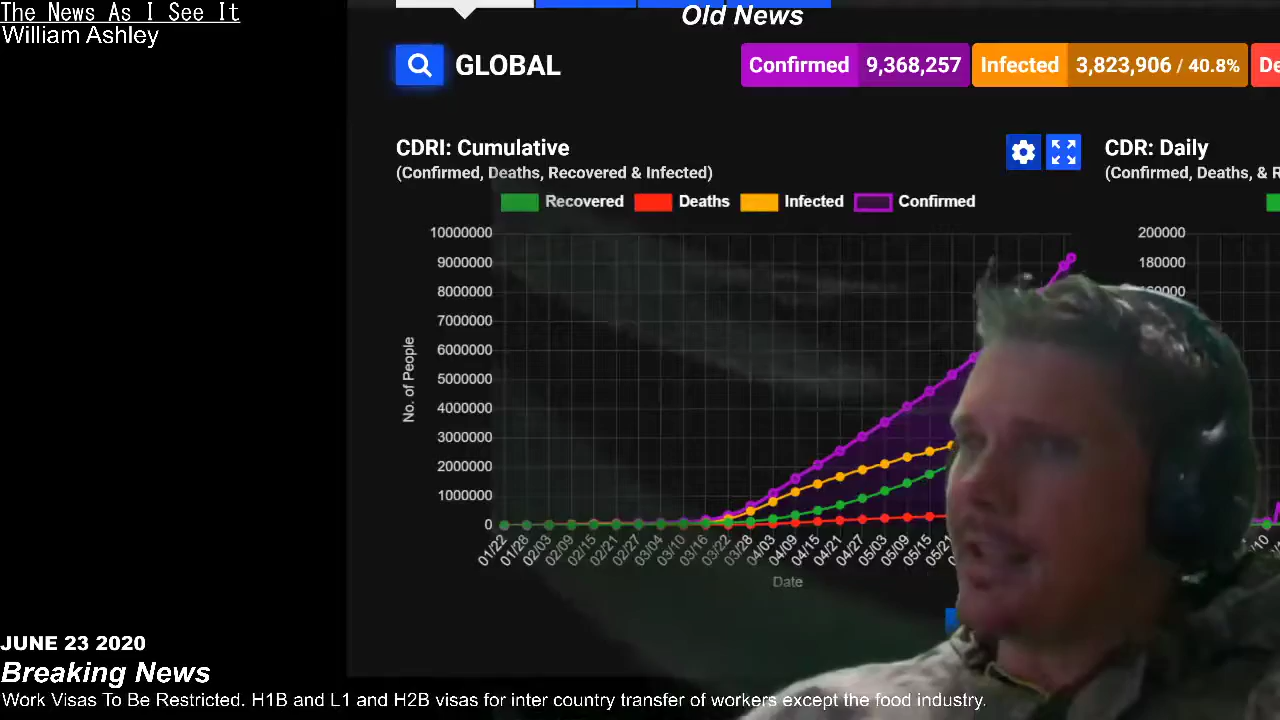 The News As I See It
William Ashley
Old News
GLOBAL
Confirmed 9,368,257 Infected 3,823,906 / 40.8% De
CDRI: Cumulative
(Confirmed, Deaths, Recovered & Infected)
Recovered Deaths Infected Confirmed
10000000
9000000
8000000
7000000
6000000
5000000
4000000
3000000
2000000
1000000
0
No. of People
01/22 01/28 02/03 02/09 02/15 02/21 02/27 03/04 03/10 03/16 03/22 03/28 04/03 04/09 04/15 04/21 04/27 05/03 05/09 05/15 05/21
Date
CDR: Daily
(Confirmed, Deaths, & R
200000
180000
160000
JUNE 23 2020
Breaking News
Work Visas To Be Restricted. H1B and L1 and H2B visas for inter country transfer of workers except the food industry.